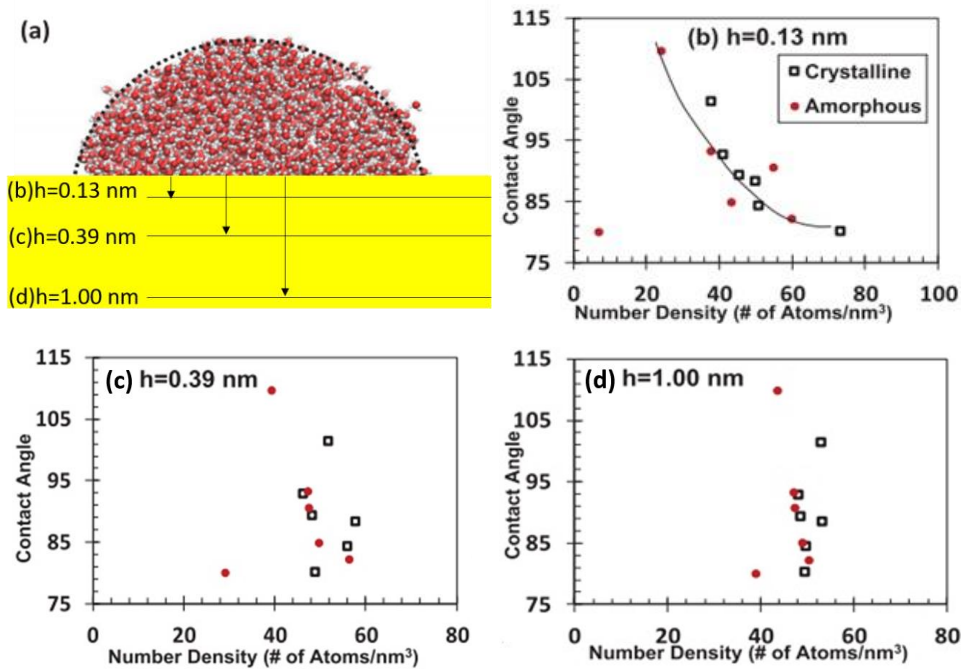 (a)
(b)h=0.13 nm
(c)h=0.39 nm
(d)h=1.00 nm
(b) h=0.13 nm
Crystalline
Amorphous
Contact Angle
115
105
95
85
75
0 20 40 60 80 100
Number Density (# of Atoms/nm³)
(c) h=0.39 nm
Contact Angle
115
105
95
85
75
0 20 40 60 80
Number Density (# of Atoms/nm³)
(d) h=1.00 nm
Contact Angle
115
105
95
85
75
0 20 40 60 80
Number Density (# of Atoms/nm³)